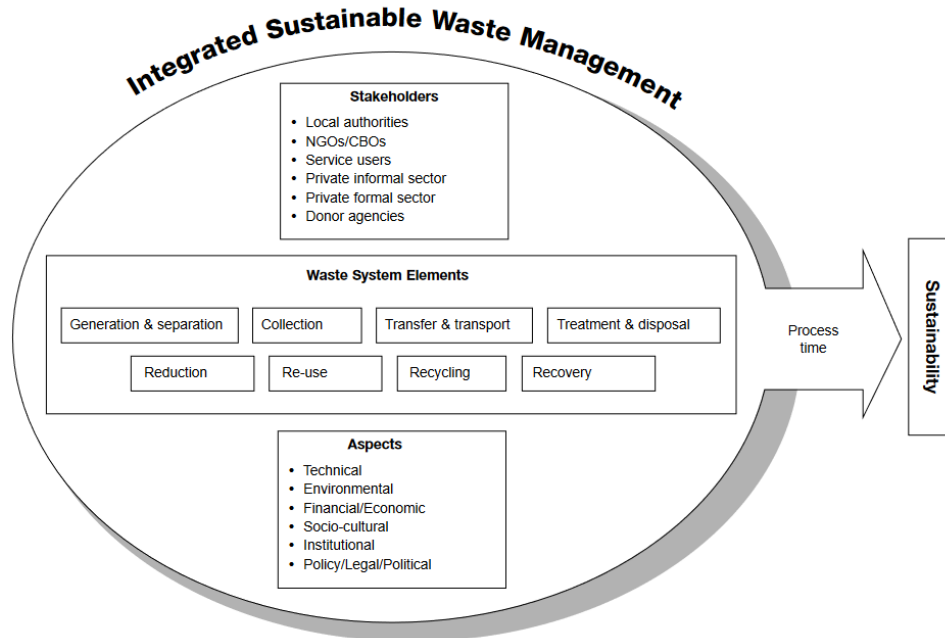 Integrated Sustainable Waste Management
Stakeholders
• Local authorities
• NGOs/CBOs
• Service users
• Private informal sector
• Private formal sector
• Donor agencies
Waste System Elements
Generation & separation
Collection
Transfer & transport
Treatment & disposal
Reduction
Re-use
Recycling
Recovery
Aspects
• Technical
• Environmental
• Financial/Economic
• Socio-cultural
• Institutional
• Policy/Legal/Political
Process
time
Sustainability